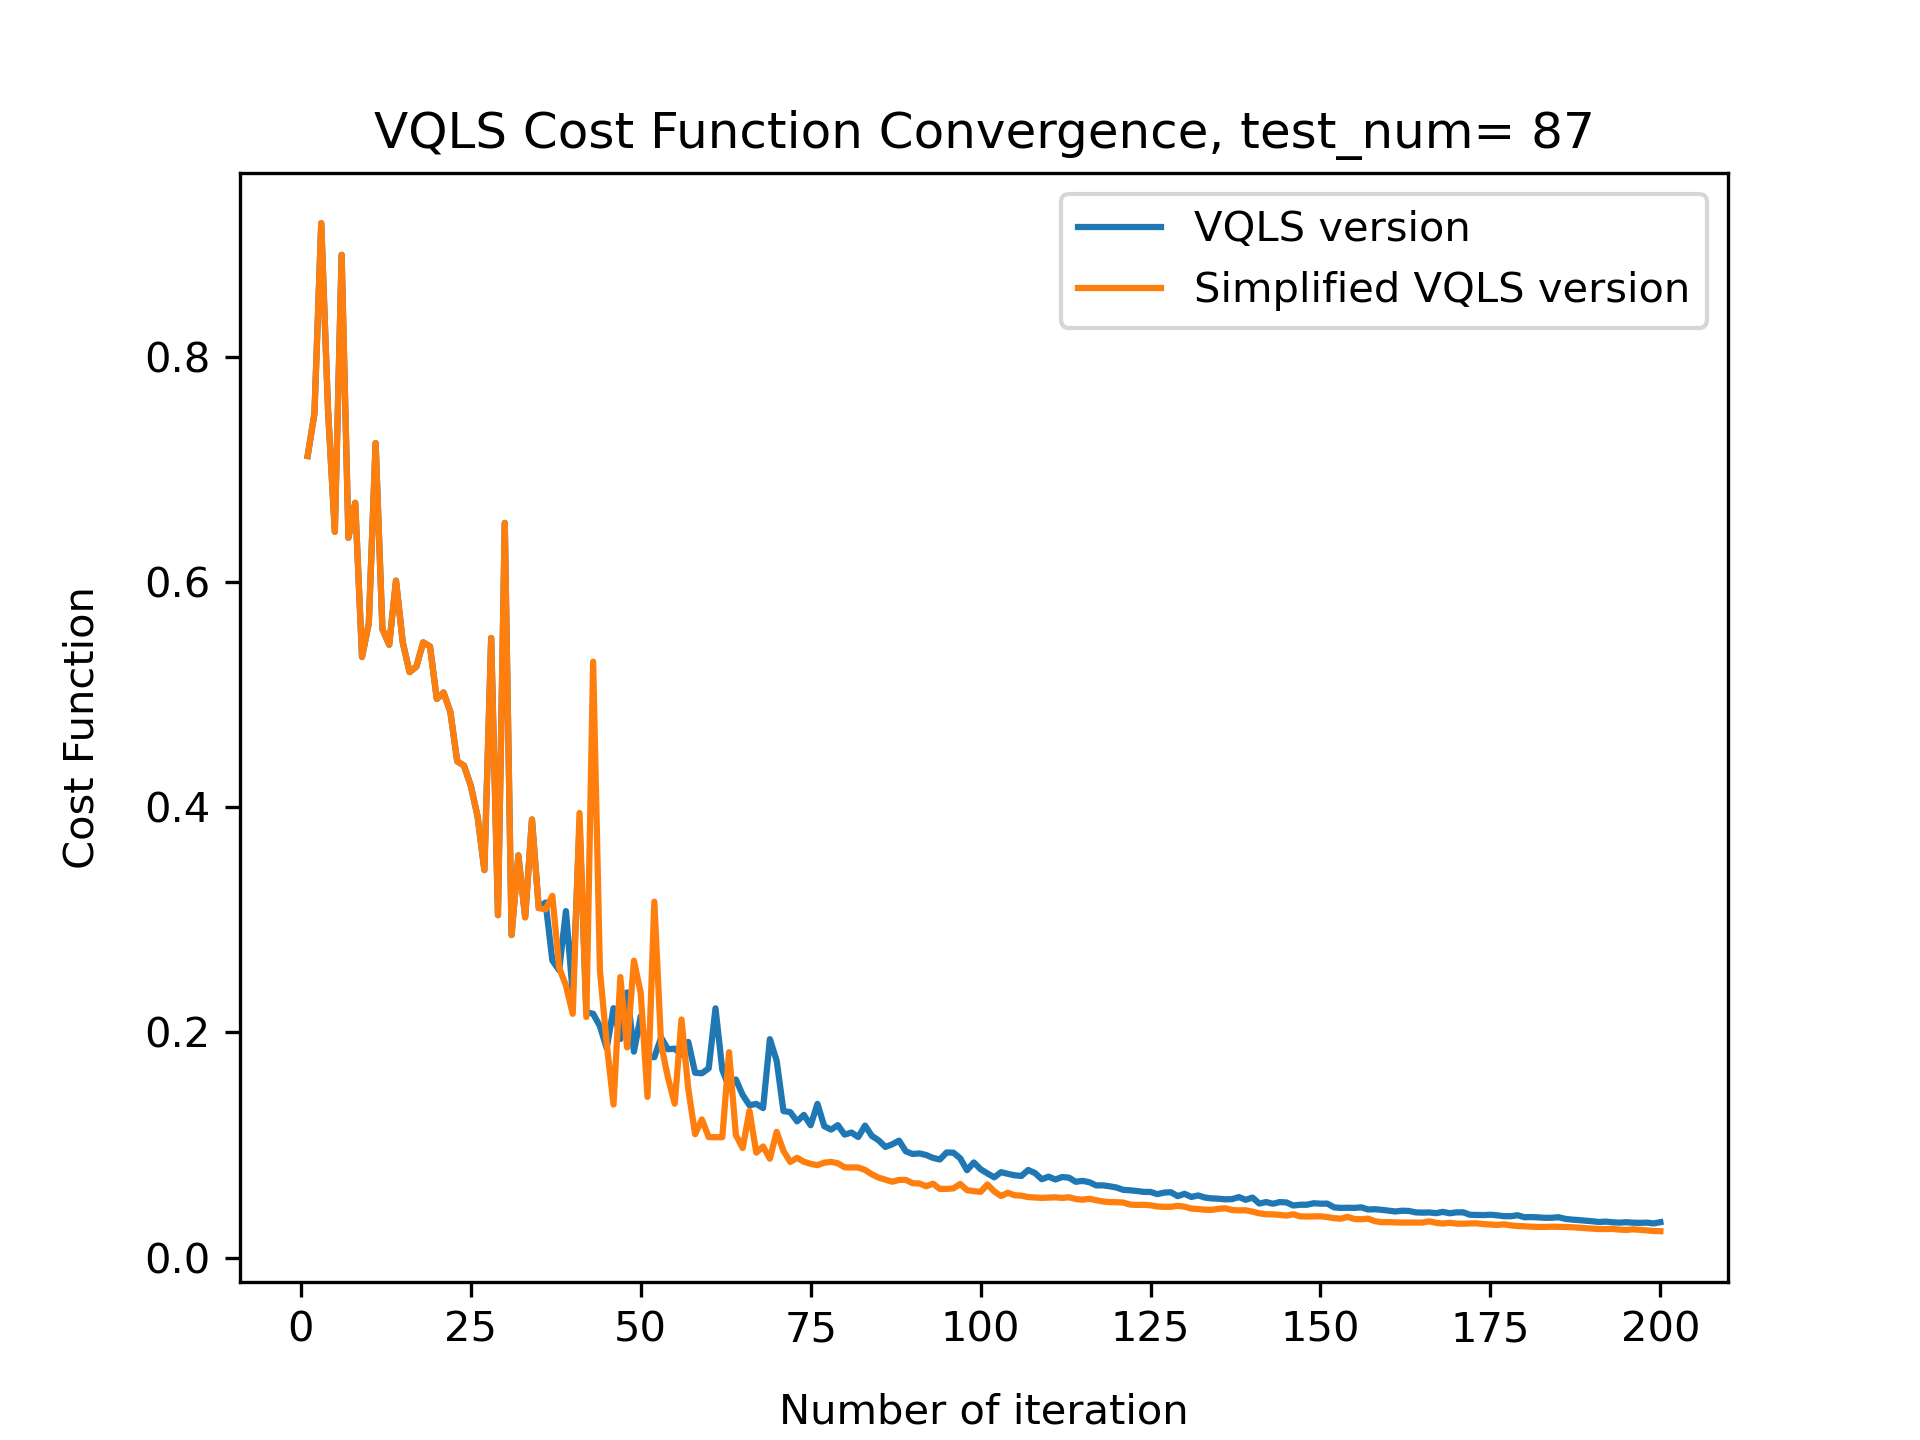 VQLS Cost Function Convergence, test_num= 87
VQLS version
Simplified VQLS version
0.8
0.6
0.4
0.2
0.0
Cost Function
0 25 50 75 100 125 150 175 200
Number of iteration